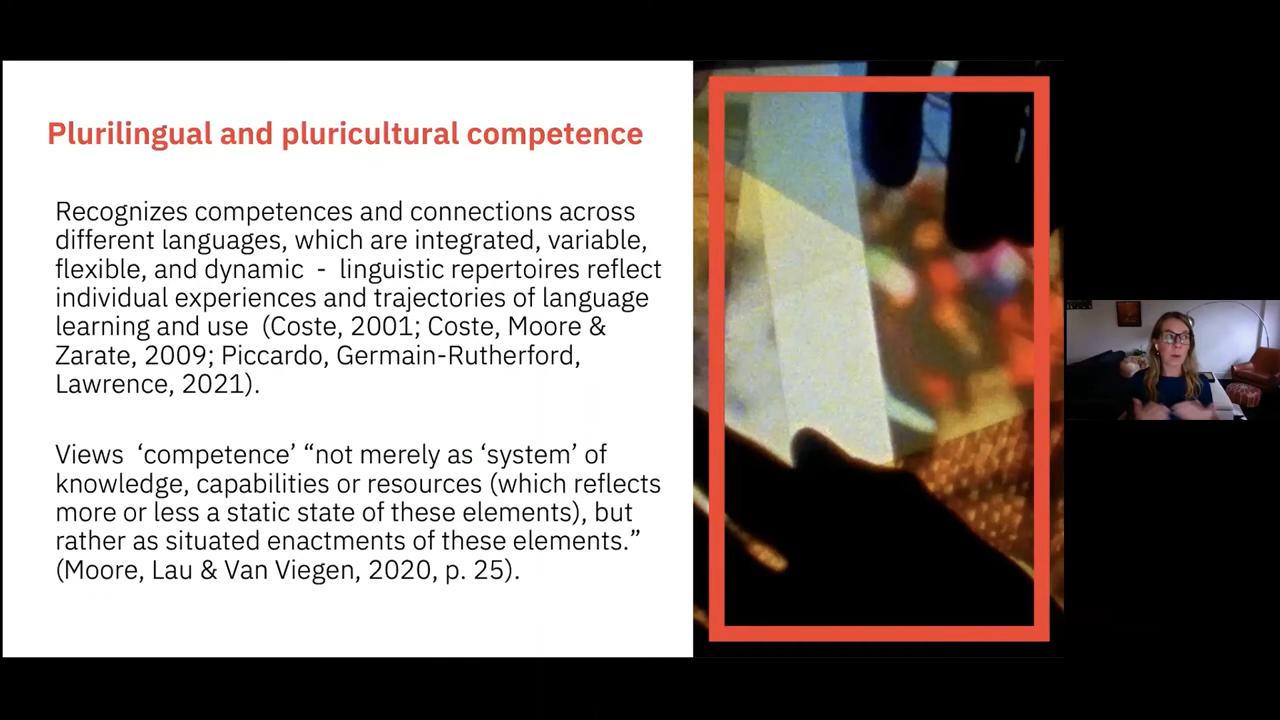 Plurilingual and pluricultural competence
Recognizes competences and connections across
different languages, which are integrated, variable,
flexible, and dynamic - linguistic repertoires reflect
individual experiences and trajectories of language
learning and use (Coste, 2001; Coste, Moore &
Zarate, 2009; Piccardo, Germain-Rutherford,
Lawrence, 2021).
Views ‘competence’ “not merely as ‘system’ of
knowledge, capabilities or resources (which reflects
more or less a static state of these elements), but
rather as situated enactments of these elements.”
(Moore, Lau & Van Viegen, 2020, p. 25).